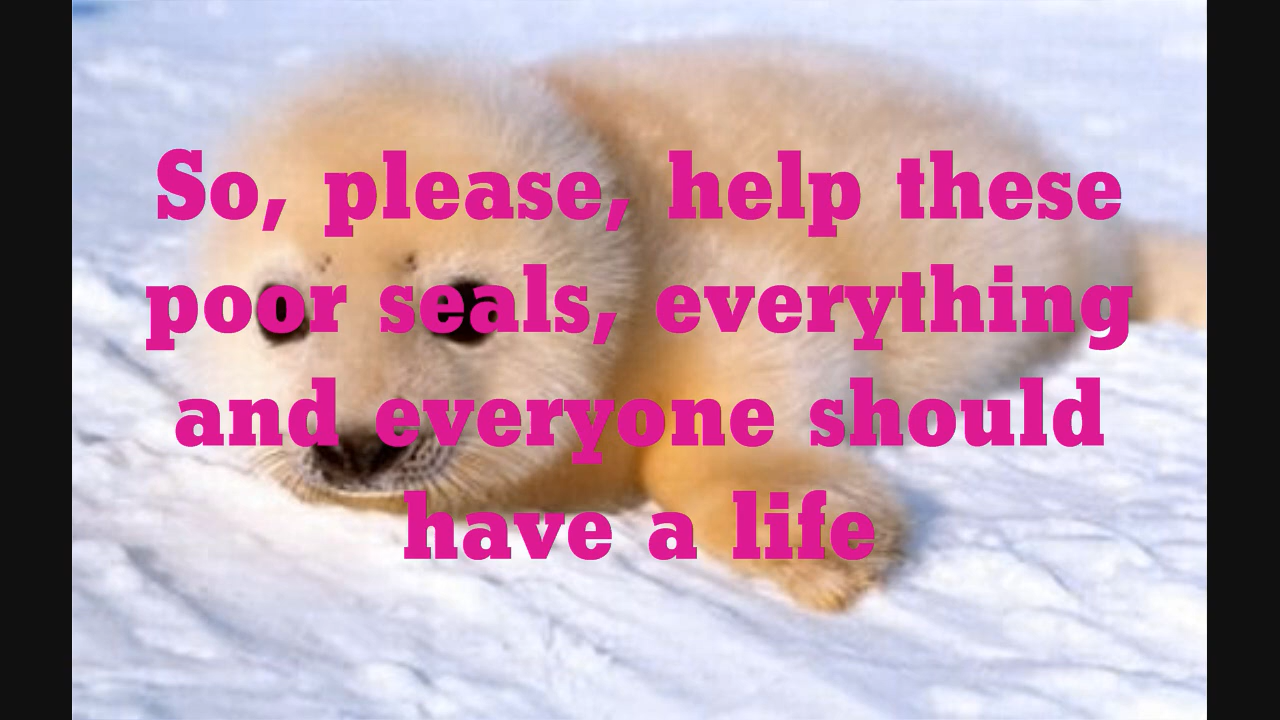 So, please, help these
poor seals, everything
and everyone should
have a life